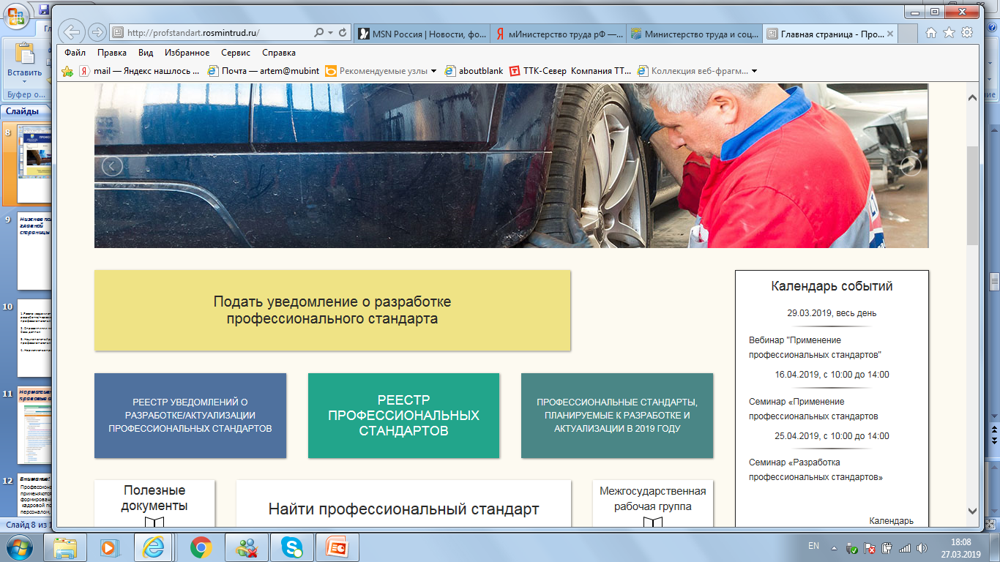 http://profstandart.rosmintrud.ru/
MSN Россия | Новости, фо...
мИнистерство труда рФ —...
Министерство труда и соц...
Главная страница - Про...
Файл Правка Вид Избранное Сервис Справка
mail — Яндекс нашлось ...
Почта — artem@mubint
Рекомендуемые узлы
aboutblank
ТТК-Север Компания ТТ...
Коллекция веб-фрагм...
Вставить
Буфер о...
Слайды
8
9
Нижнее
главной
страницы
10
11
12
Внимание!
Слайд 8 из
Подать уведомление о разработке
профессионального стандарта
РЕЕСТР УВЕДОМЛЕНИЙ О
РАЗРАБОТКЕ/АКТУАЛИЗАЦИИ
ПРОФЕССИОНАЛЬНЫХ СТАНДАРТОВ
РЕЕСТР
ПРОФЕССИОНАЛЬНЫХ
СТАНДАРТОВ
ПРОФЕССИОНАЛЬНЫЕ СТАНДАРТЫ,
ПЛАНИРУЕМЫЕ К РАЗРАБОТКЕ И
АКТУАЛИЗАЦИИ В 2019 ГОДУ
Полезные
документы
Найти профессиональный стандарт
Межгосударственная
рабочая группа
Календарь событий
29.03.2019, весь день
Вебинар "Применение
профессиональных стандартов"
16.04.2019, с 10:00 до 14:00
Семинар «Применение
профессиональных стандартов
25.04.2019, с 10:00 до 14:00
Семинар «Разработка
профессиональных стандартов»
Календарь
EN
18:08
27.03.2019